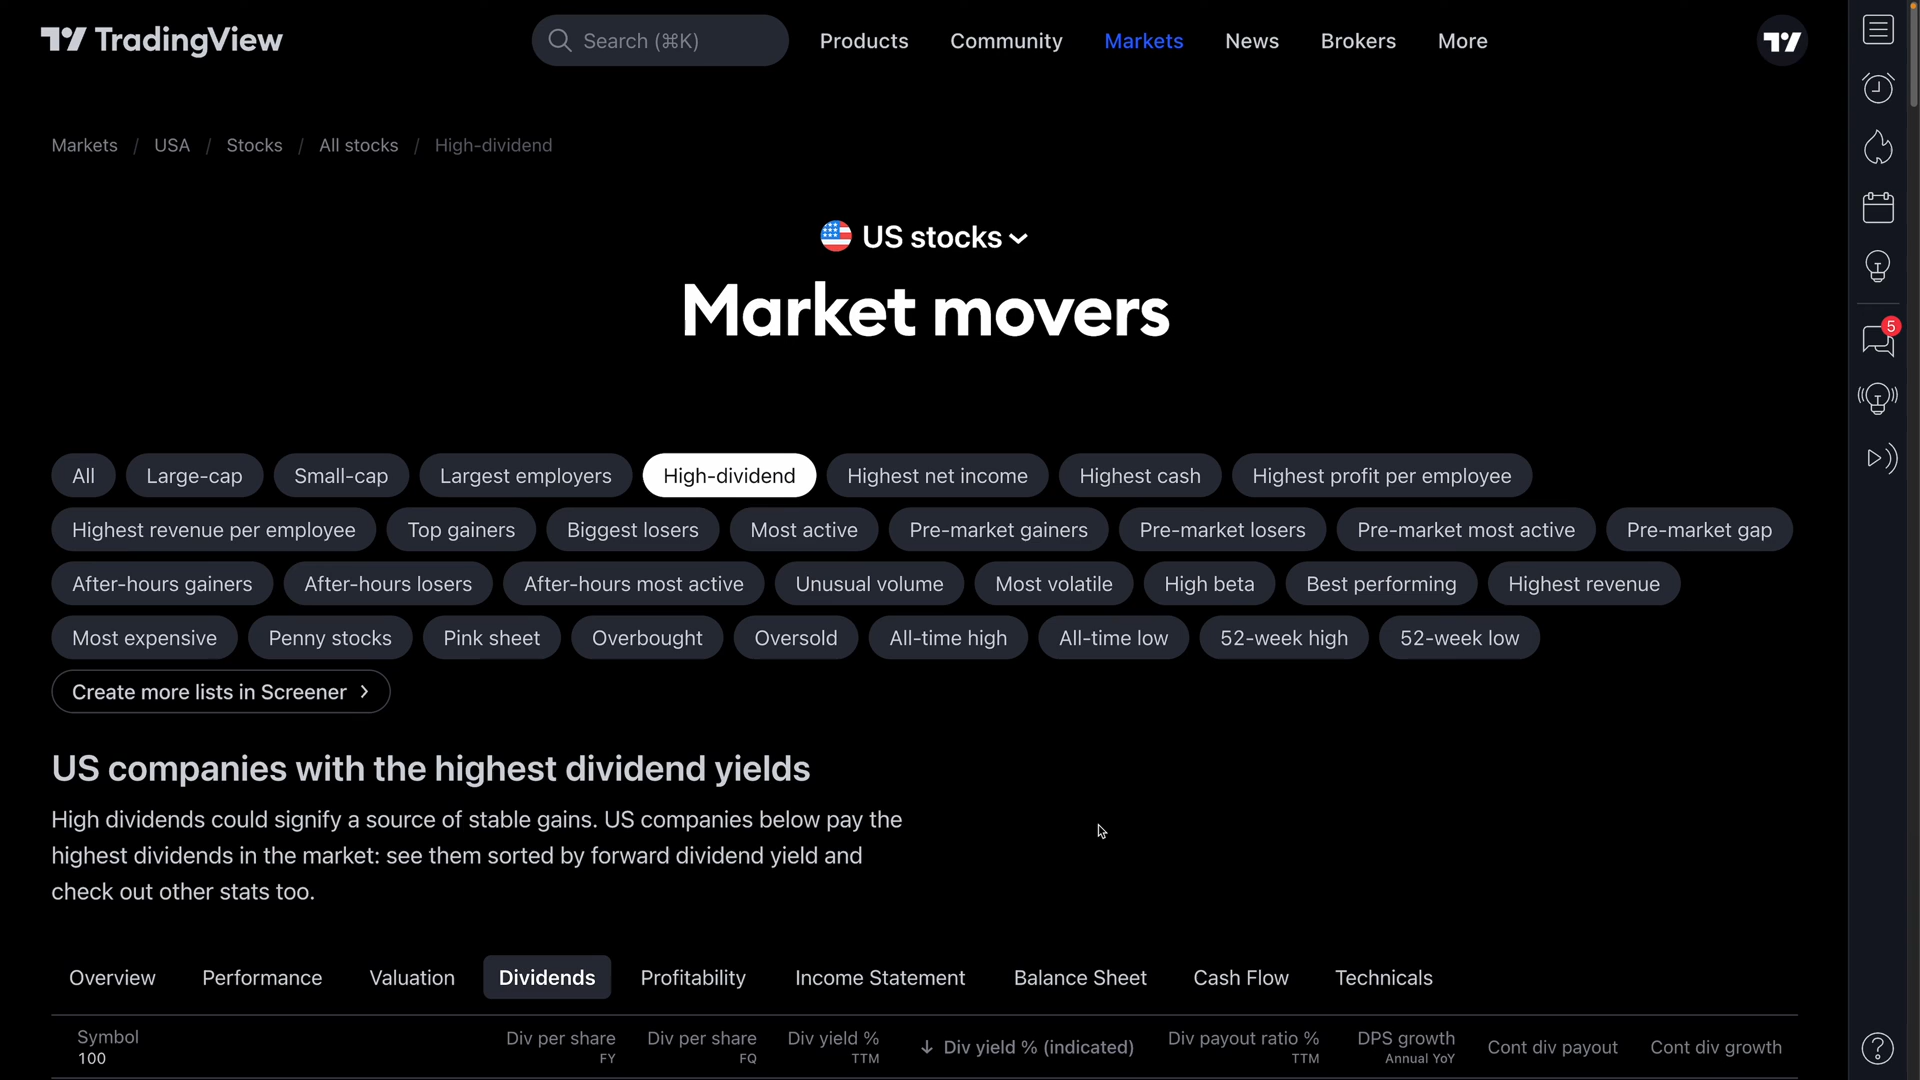 TradingView
Search (⌘K)
Products
Community
Markets
News
Brokers
More
Markets / USA / Stocks / All stocks / High-dividend
US stocks
Market movers
5
All
Large-cap
Small-cap
Largest employers
High-dividend
Highest net income
Highest cash
Highest profit per employee
Highest revenue per employee
Top gainers
Biggest losers
Most active
Pre-market gainers
Pre-market losers
Pre-market most active
Pre-market gap
After-hours gainers
After-hours losers
After-hours most active
Unusual volume
Most volatile
High beta
Best performing
Highest revenue
Most expensive
Penny stocks
Pink sheet
Overbought
Oversold
All-time high
All-time low
52-week high
52-week low
Create more lists in Screener
US companies with the highest dividend yields
High dividends could signify a source of stable gains. US companies below pay the
highest dividends in the market: see them sorted by forward dividend yield and
check out other stats too.
Overview
Performance
Valuation
Dividends
Profitability
Income Statement
Balance Sheet
Cash Flow
Technicals
Symbol
100
Div per share
FY
Div per share
FQ
Div yield %
TTM
Div yield % (indicated)
Div payout ratio %
TTM
DPS growth
Annual YoY
Cont div payout
Cont div growth